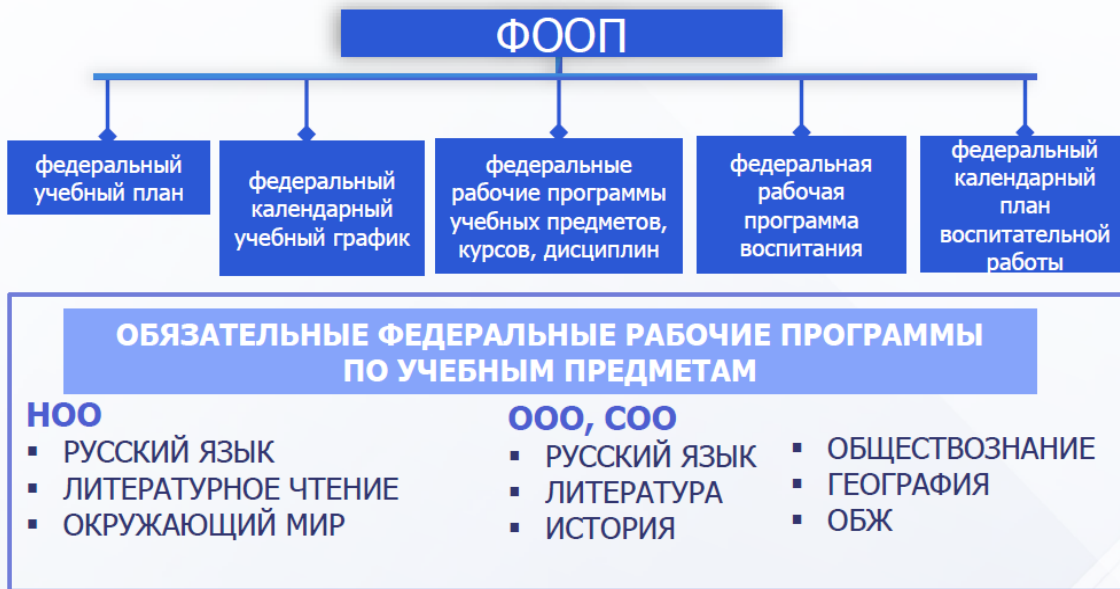 ФООП
федеральный
учебный план
федеральный
календарный
учебный график
федеральные
рабочие программы
учебных предметов,
курсов, дисциплин
федеральная
рабочая
программа
воспитания
федеральный
календарный
план
воспитательной
работы
ОБЯЗАТЕЛЬНЫЕ ФЕДЕРАЛЬНЫЕ РАБОЧИЕ ПРОГРАММЫ
ПО УЧЕБНЫМ ПРЕДМЕТАМ
НОО
▪ РУССКИЙ ЯЗЫК
▪ ЛИТЕРАТУРНОЕ ЧТЕНИЕ
▪ ОКРУЖАЮЩИЙ МИР
ООО, СОО
▪ РУССКИЙ ЯЗЫК
▪ ЛИТЕРАТУРА
▪ ИСТОРИЯ
▪ ОБЩЕСТВОЗНАНИЕ
▪ ГЕОГРАФИЯ
▪ ОБЖ